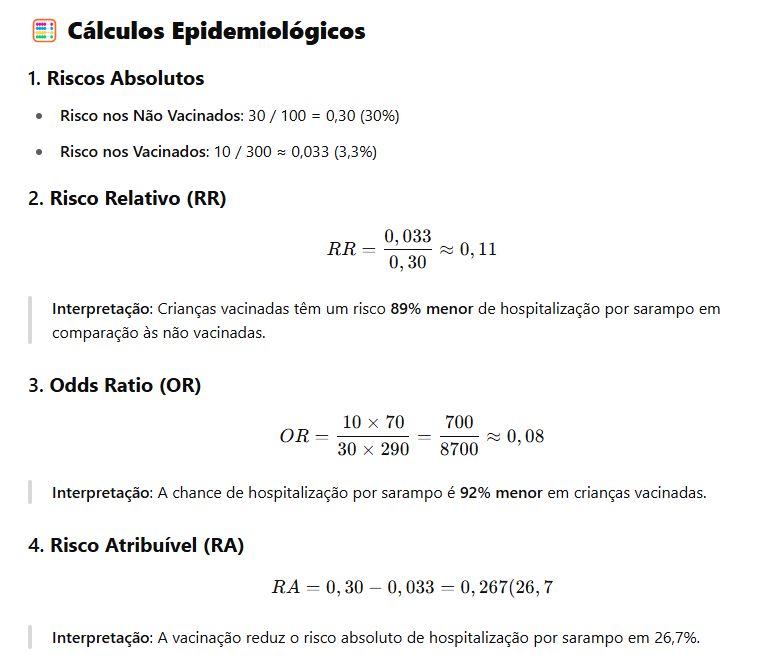 Cálculos Epidemiológicos
1. Riscos Absolutos
• Risco nos Não Vacinados: 30 / 100 = 0,30 (30%)
• Risco nos Vacinados: 10 / 300 ≈ 0,033 (3,3%)
2. Risco Relativo (RR)
RR = 0,033 / 0,30 ≈ 0,11
Interpretação: Crianças vacinadas têm um risco 89% menor de hospitalização por sarampo em
comparação às não vacinadas.
3. Odds Ratio (OR)
OR = 10 × 70 / 30 × 290 = 700 / 8700 ≈ 0,08
Interpretação: A chance de hospitalização por sarampo é 92% menor em crianças vacinadas.
4. Risco Atribuível (RA)
RA = 0,30 − 0,033 = 0,267(26,7
Interpretação: A vacinação reduz o risco absoluto de hospitalização por sarampo em 26,7%.